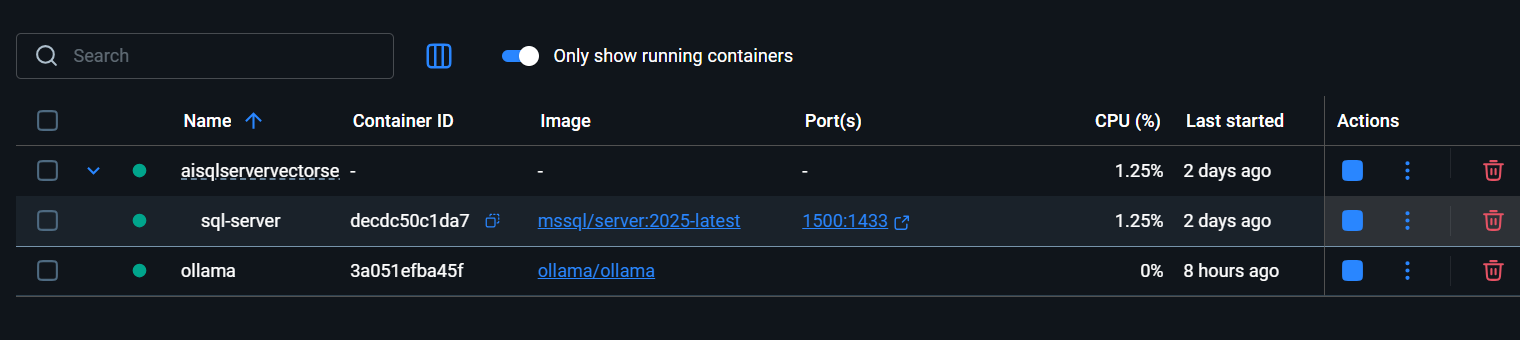 Search
Only show running containers
Name Container ID Image Port(s) CPU (%) Last started Actions
aisqlservervectorse - - - 1.25% 2 days ago
sql-server decdc50c1da7 mssql/server:2025-latest 1500:1433 1.25% 2 days ago
ollama 3a051efba45f ollama/ollama 0% 8 hours ago